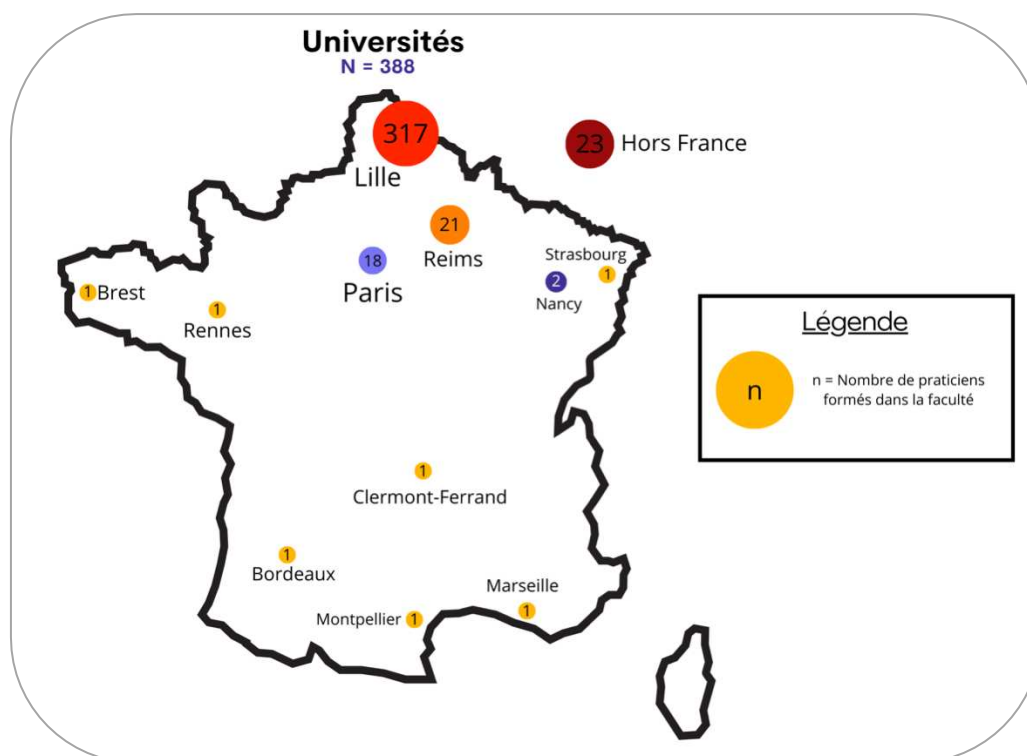 Universités
N = 388
317
Lille
23
Hors France
21
Reims
18
Paris
Strasbourg
1
2
Nancy
1
Brest
1
Rennes
Légende
n
n = Nombre de praticiens
formés dans la faculté
1
Clermont-Ferrand
1
Bordeaux
Marseille
1
Montpellier
1